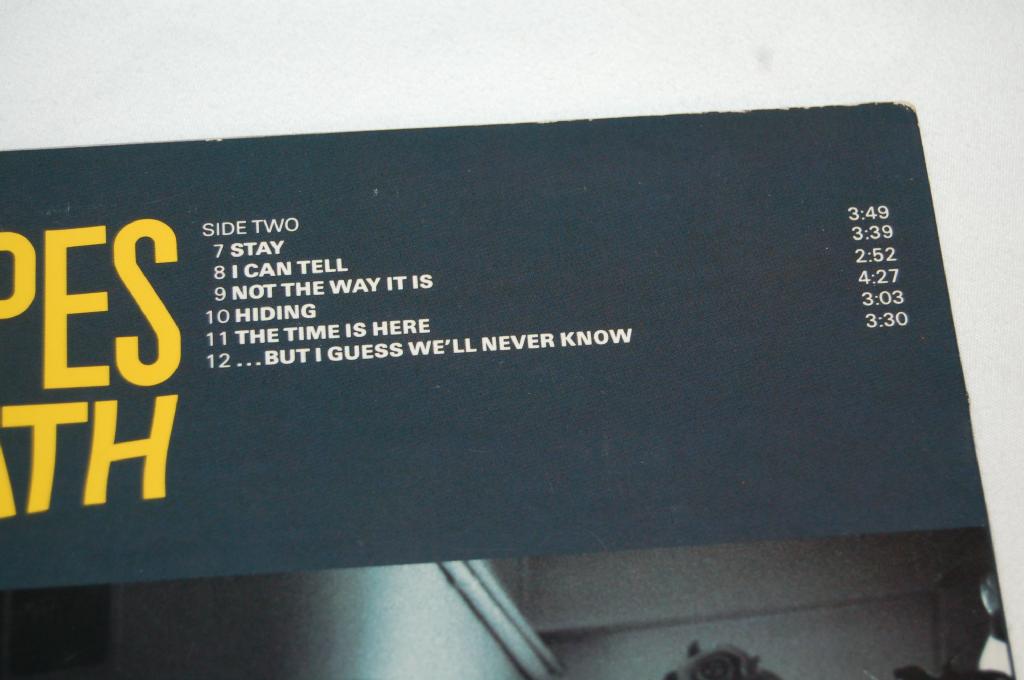 PES
ATH
SIDE TWO
7 STAY 3:49
8 I CAN TELL 3:39
9 NOT THE WAY IT IS 2:52
10 HIDING 4:27
11 THE TIME IS HERE 3:03
12 ...BUT I GUESS WE'LL NEVER KNOW 3:30